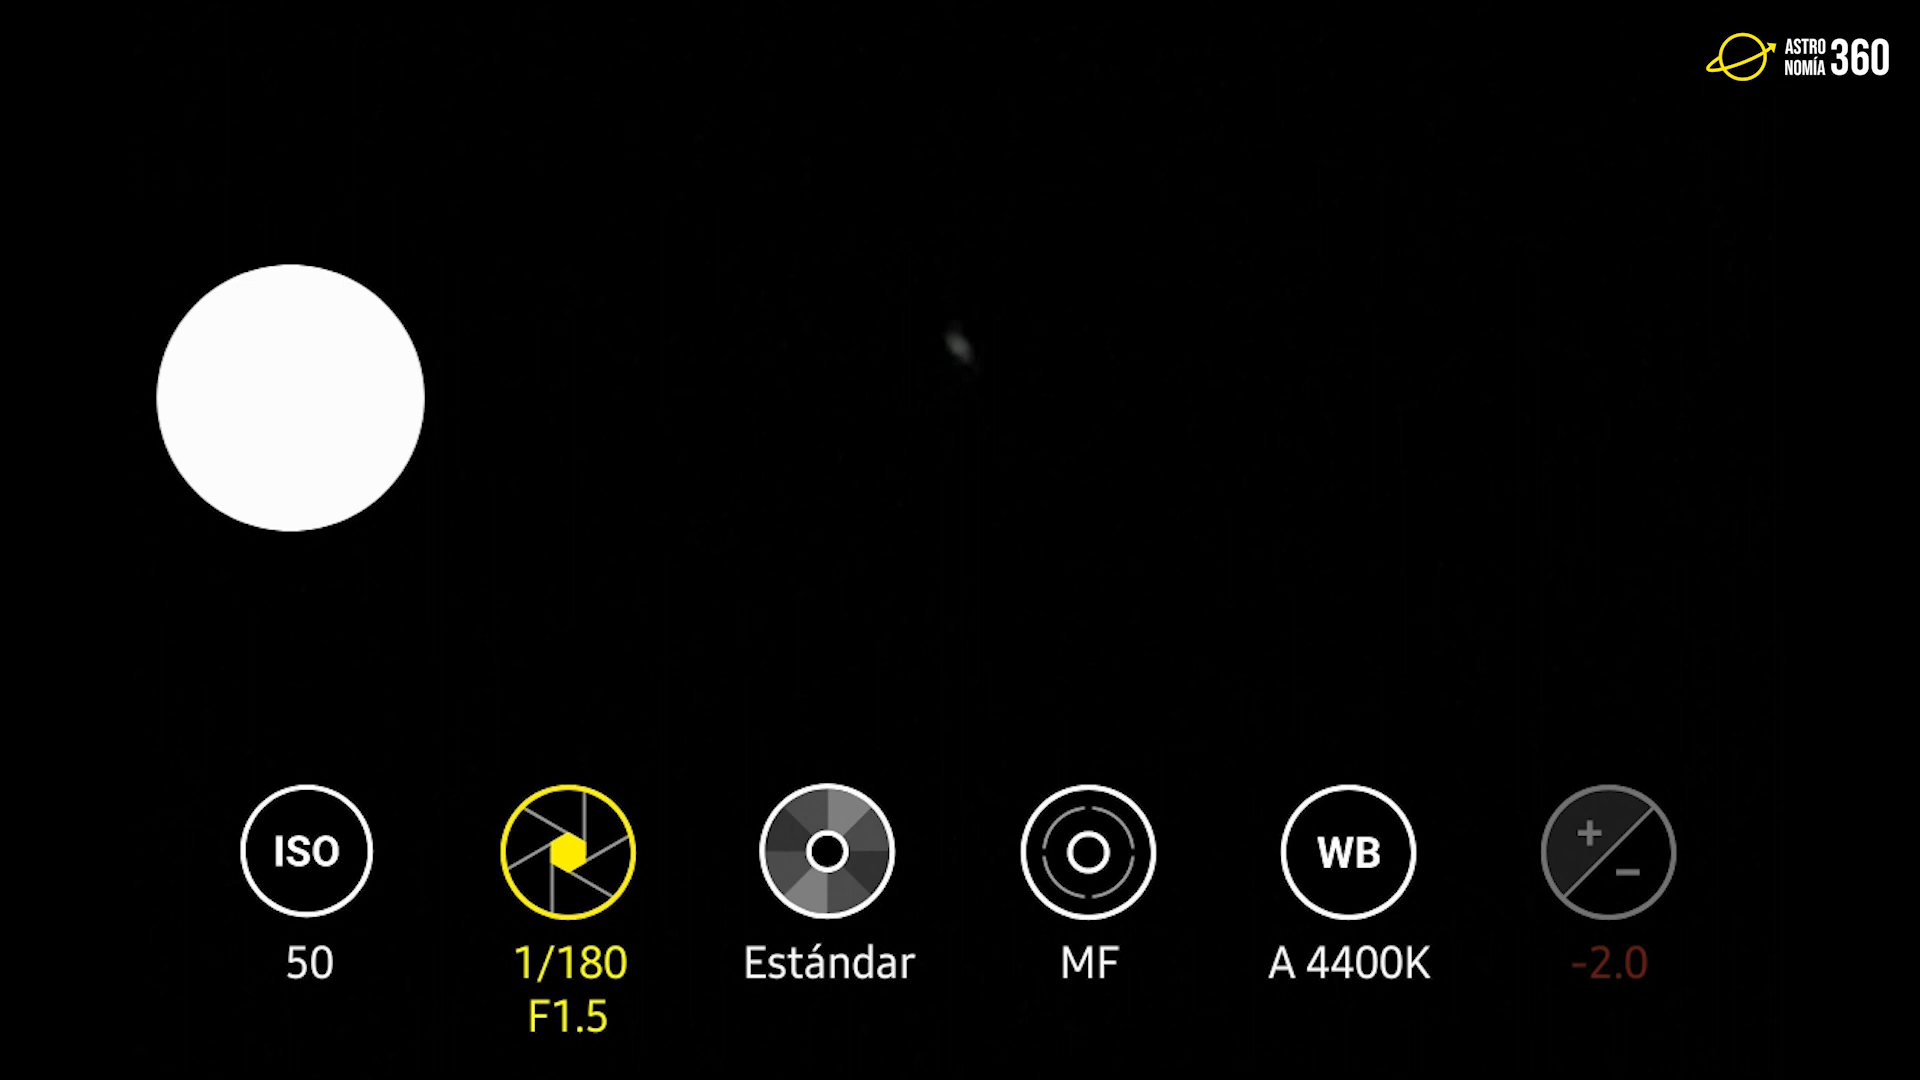 ASTRO
NOMÍA 360
ISO
WB
50
1/180
F1.5
Estándar
MF
A 4400K
-2.0